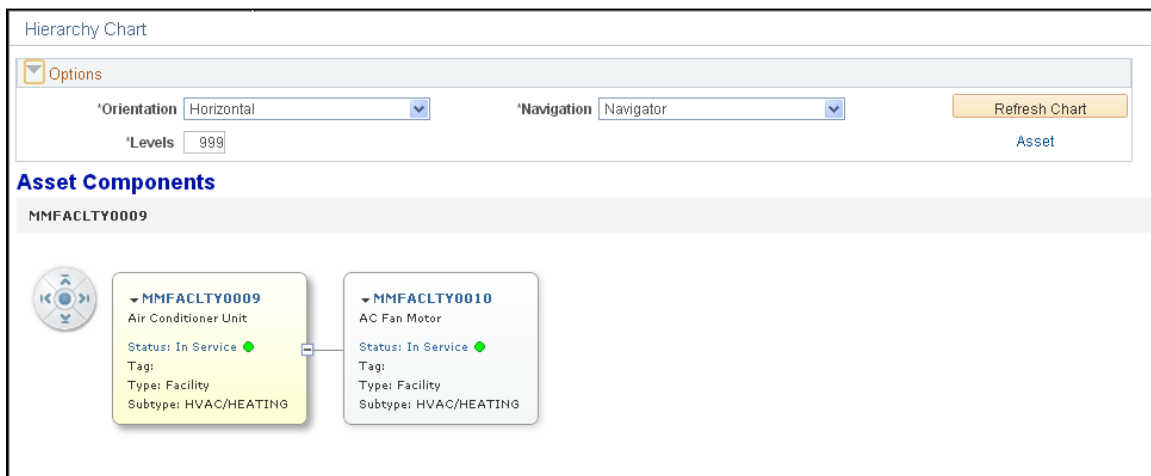 Hierarchy Chart
Options
*Orientation Horizontal *Navigation Navigator Refresh Chart
*Levels 999 Asset
Asset Components
MMFACLTY0009
MMFACLTY0009
Air Conditioner Unit
Status: In Service
Tag:
Type: Facility
Subtype: HVAC/HEATING
MMFACLTY0010
AC Fan Motor
Status: In Service
Tag:
Type: Facility
Subtype: HVAC/HEATING